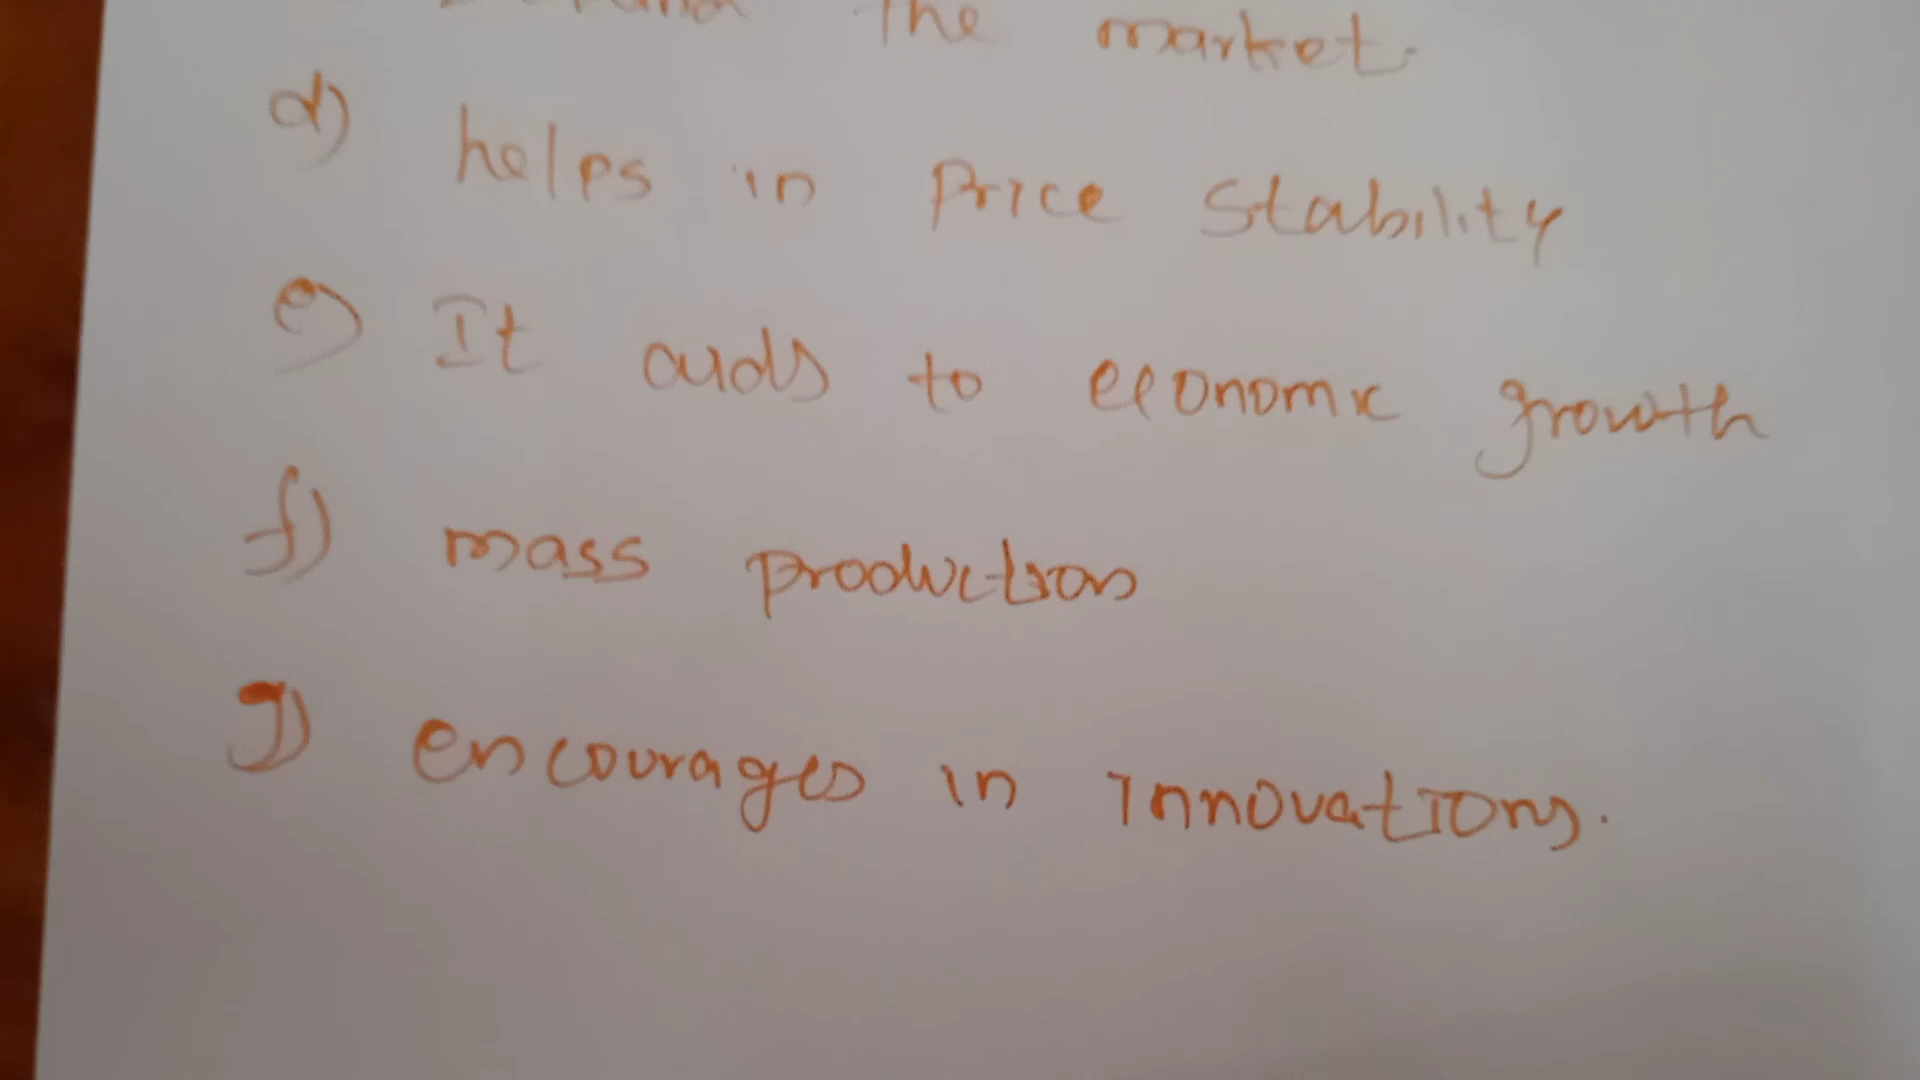 the market.
d) helps in Price Stability
e) It aids to economic growth
f) mass production
g) encourages in innovations.